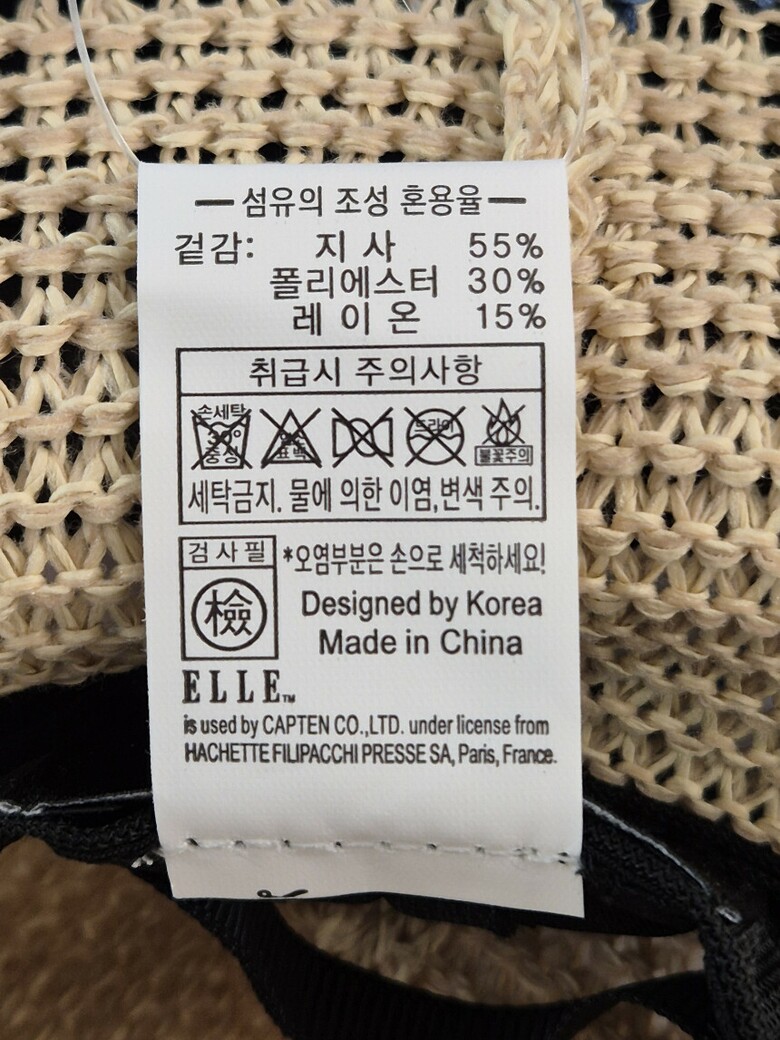 섬유의 조성 혼용율
겉감: 지 사 55%
폴리에스터 30%
레 이 온 15%
취급시 주의사항
손세탁
30°
중성
표백
드라이
불꽃주의
세탁금지. 물에 의한 이염,변색 주의.
검 사 필
檢
*오염부분은 손으로 세척하세요!
Designed by Korea
Made in China
ELLE™
is used by CAPTEN CO.,LTD. under license from
HACHETTE FILIPACCHI PRESSE SA, Paris, France.